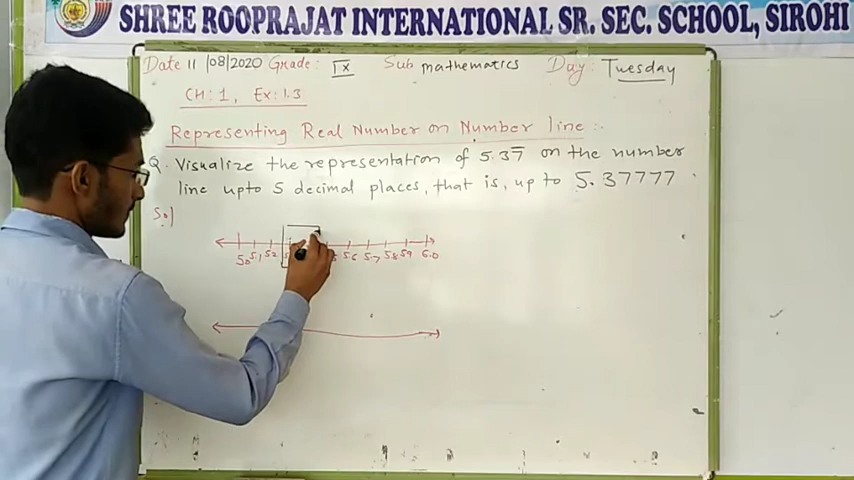 SHREE ROOPRAJAT INTERNATIONAL SR. SEC. SCHOOL, SIROHI
Date 11/08/2020 Grade: IX Sub mathematics Day: Tuesday
CH: 1, Ex: 1.3
Representing Real Number on Number line :-
Q. Visualize the representation of 5.37̅ on the number
line upto 5 decimal places, that is, up to 5.37777.
Sol
5.0 5.1 5.2 5.6 5.7 5.8 5.9 6.0